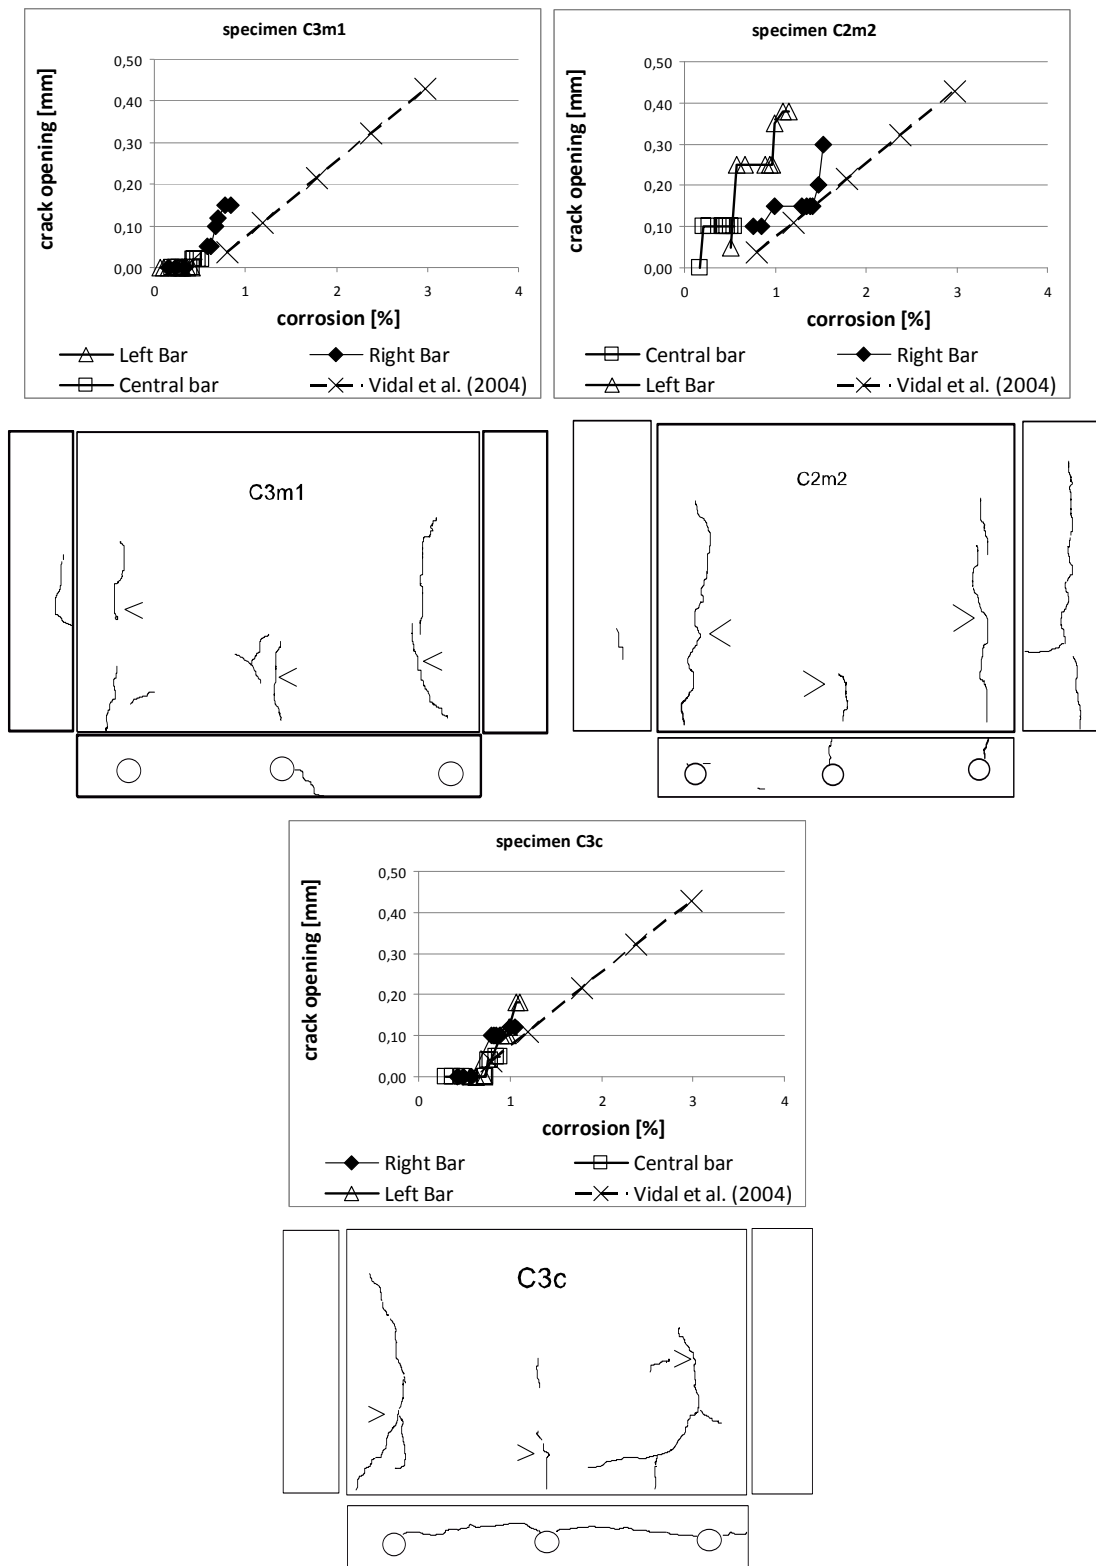 specimen C3m1
crack opening [mm]
0,50
0,40
0,30
0,20
0,10
0,00
0 1 2 3 4
corrosion [%]
Left Bar Right Bar
Central bar Vidal et al. (2004)
specimen C2m2
crack opening [mm]
0,50
0,40
0,30
0,20
0,10
0,00
0 1 2 3 4
corrosion [%]
Central bar Right Bar
Left Bar Vidal et al. (2004)
C3m1
C2m2
specimen C3c
crack opening [mm]
0,50
0,40
0,30
0,20
0,10
0,00
0 1 2 3 4
corrosion [%]
Right Bar Central bar
Left Bar Vidal et al. (2004)
C3c